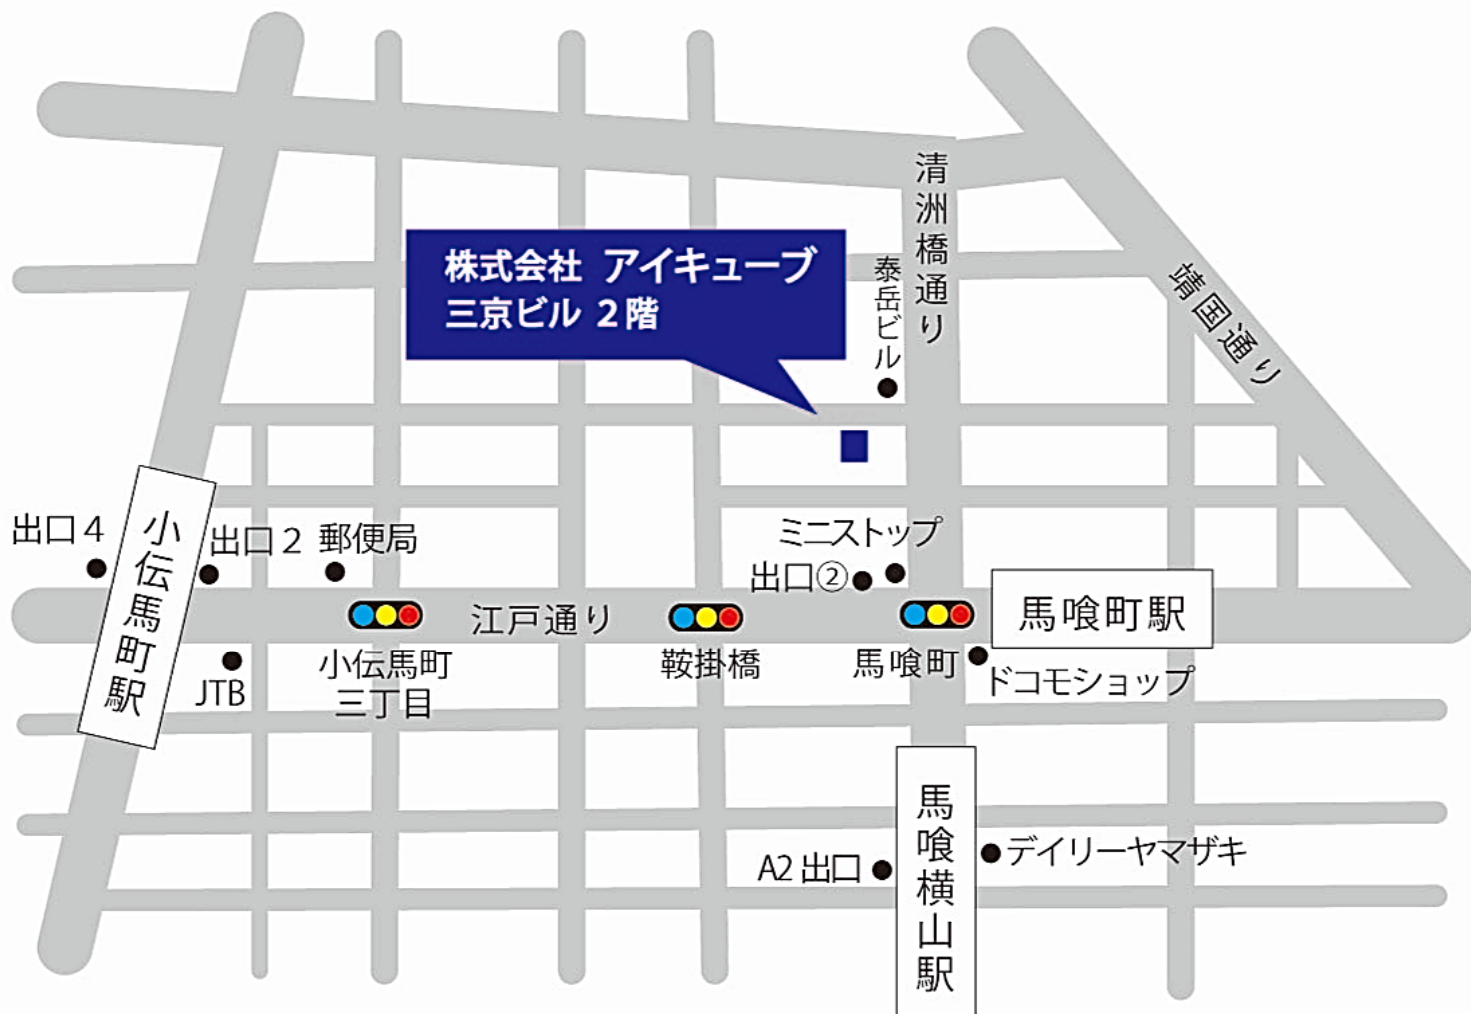 清洲橋通り
株式会社 アイキューブ
三京ビル 2階
泰岳ビル
靖国通り
出口4
小伝馬町駅
出口2
郵便局
ミニストップ
出口②
江戸通り
馬喰町駅
小伝馬町
三丁目
鞍掛橋
馬喰町
ドコモショップ
JTB
馬喰横山駅
A2出口
デイリーヤマザキ